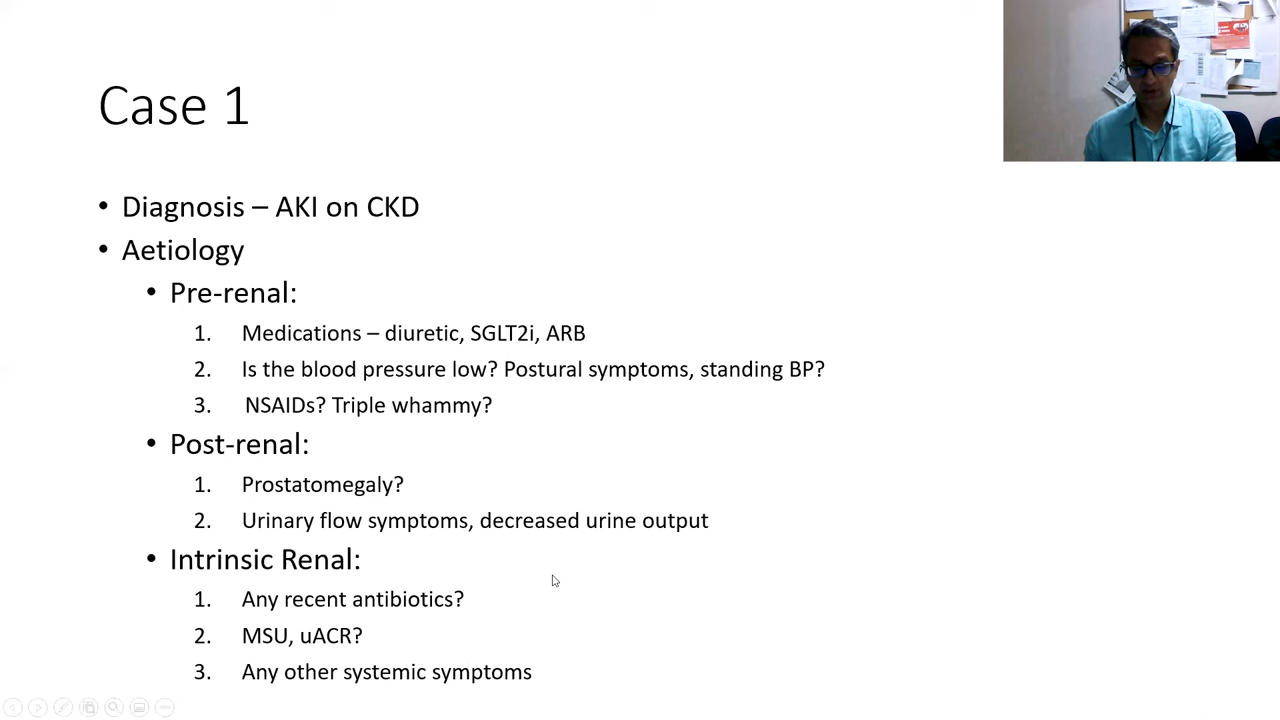 Case 1
• Diagnosis – AKI on CKD
• Aetiology
• Pre-renal:
1. Medications – diuretic, SGLT2i, ARB
2. Is the blood pressure low? Postural symptoms, standing BP?
3. NSAIDs? Triple whammy?
• Post-renal:
1. Prostatomegaly?
2. Urinary flow symptoms, decreased urine output
• Intrinsic Renal:
1. Any recent antibiotics?
2. MSU, uACR?
3. Any other systemic symptoms